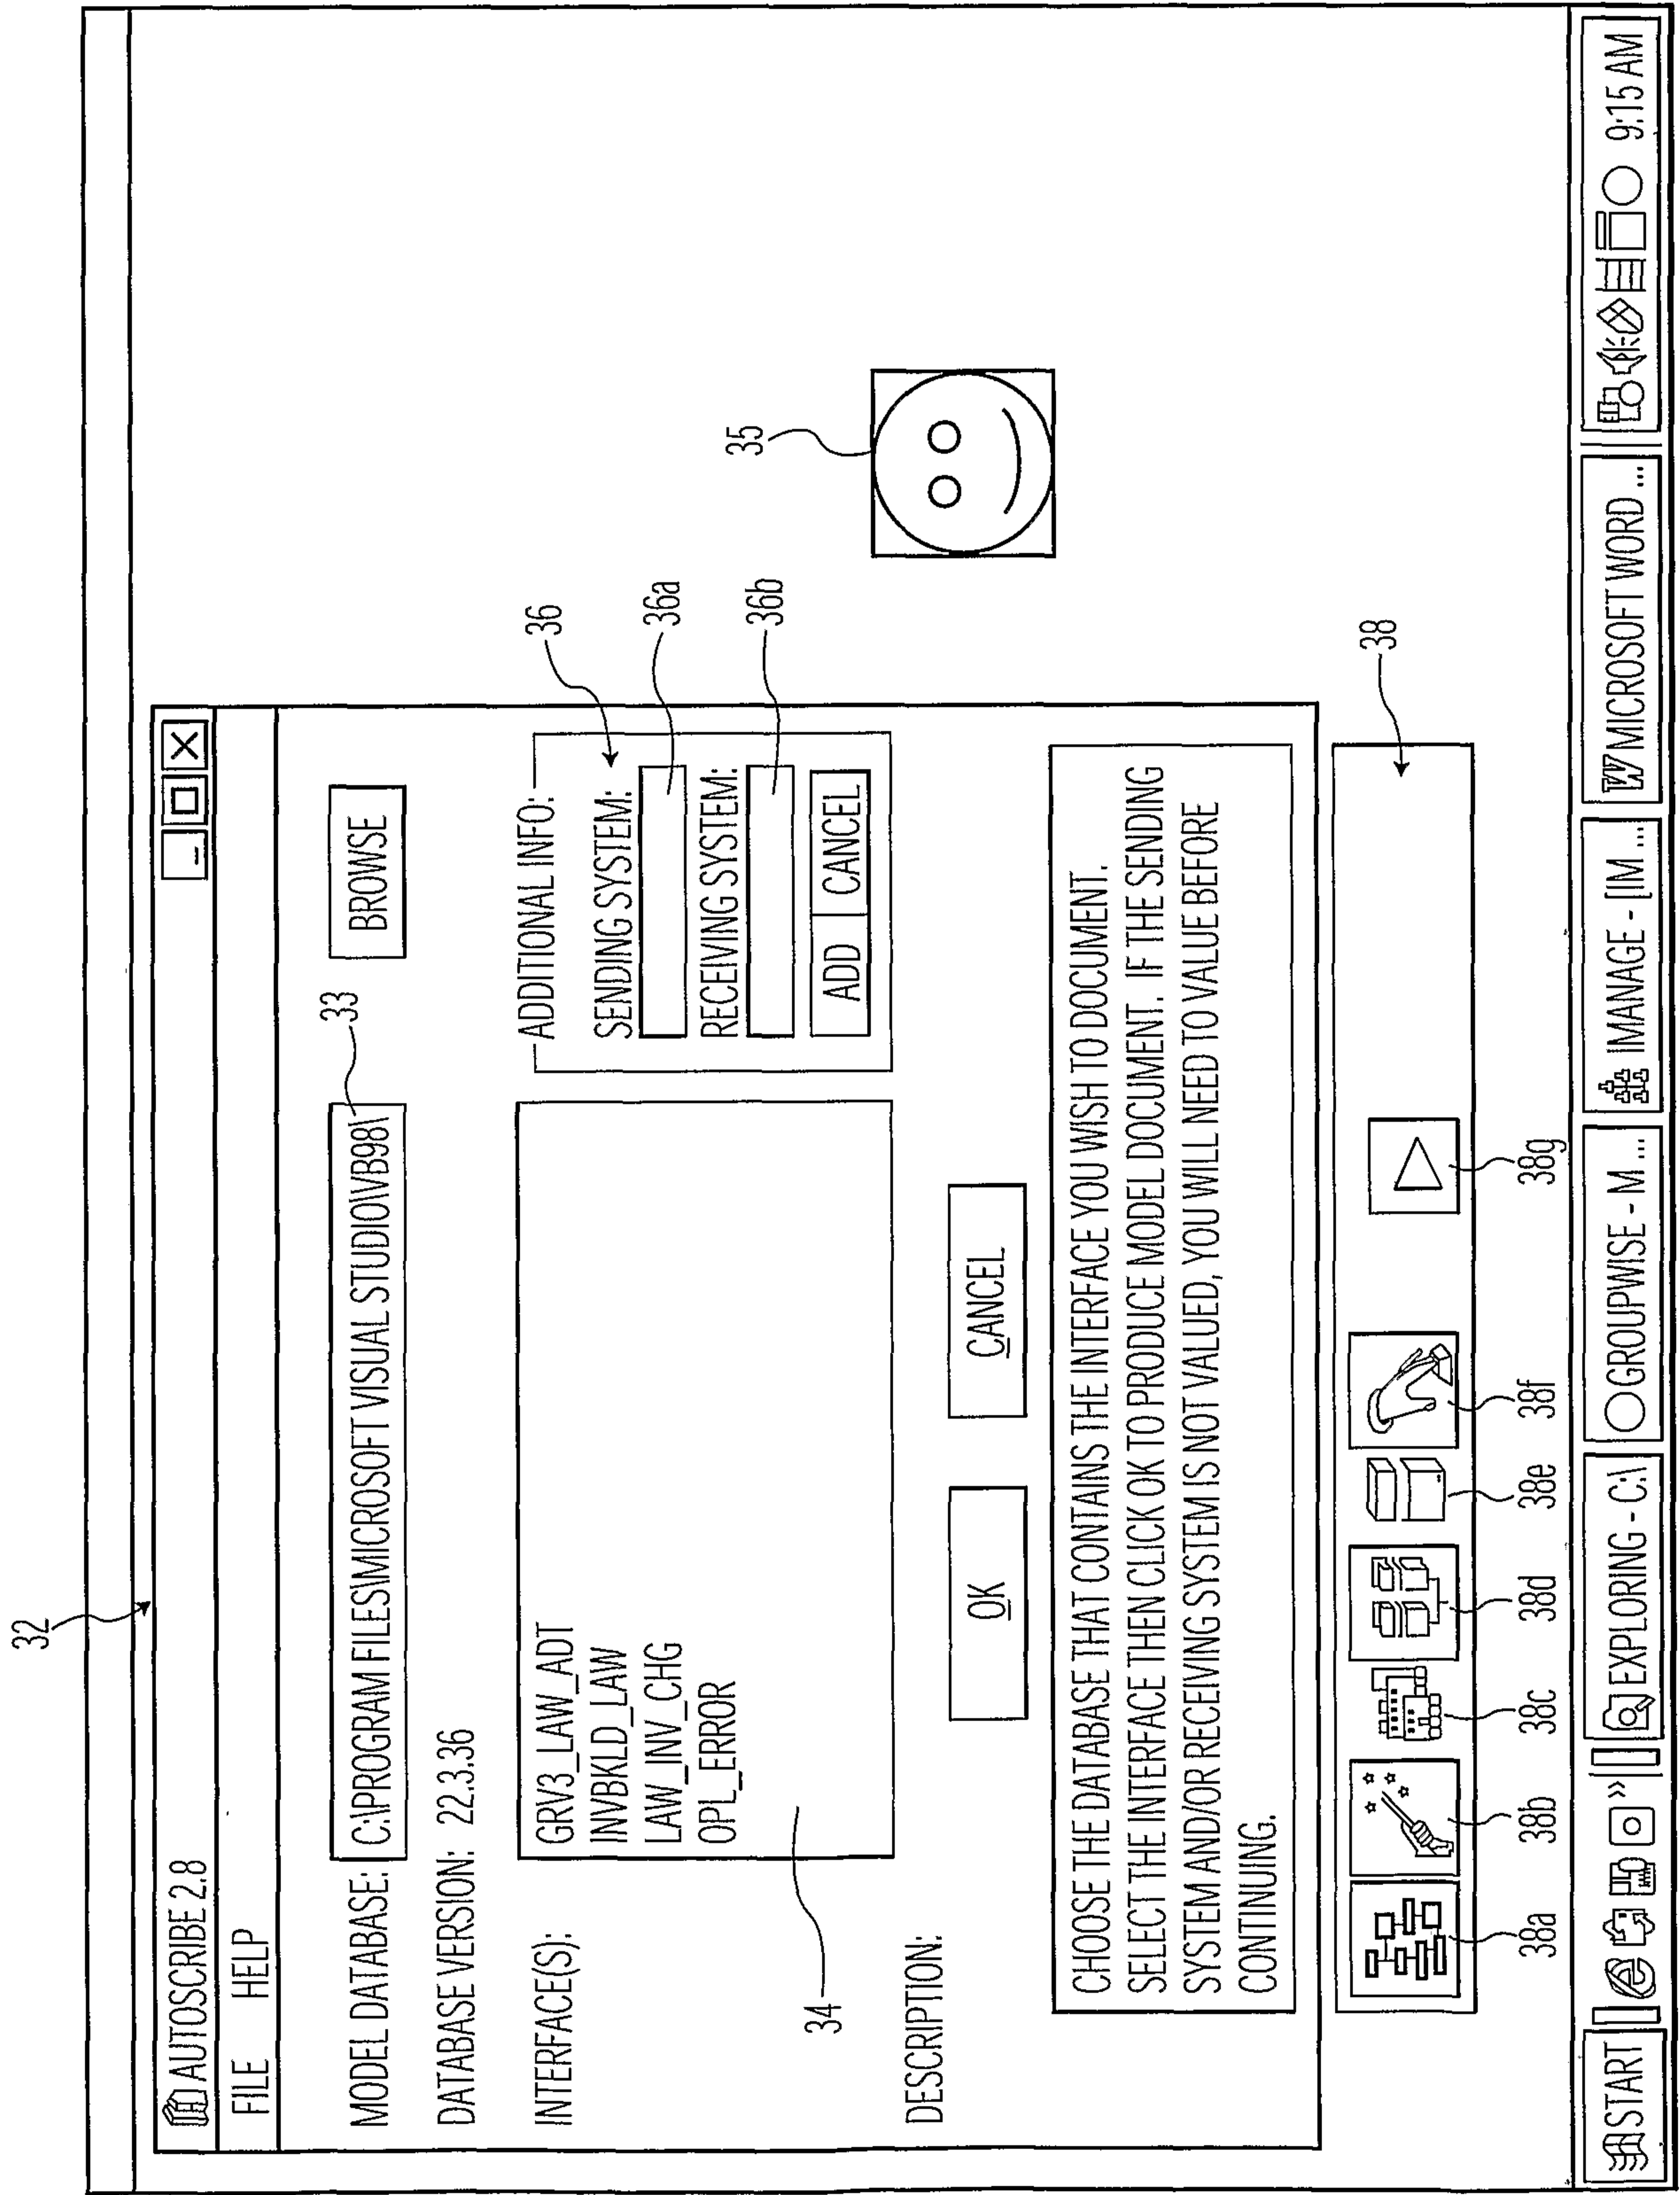 32
AUTOSCRIBE 2.8
FILE HELP
MODEL DATABASE: C:\PROGRAM FILES\MICROSOFT VISUAL STUDIO\VB98\ 33 BROWSE
DATABASE VERSION: 22.3.36
INTERFACE(S):
GRV3_LAW_ADT
INVBKLD_LAW
LAW_INV_CHG
OPL_ERROR
34
ADDITIONAL INFO: 36
SENDING SYSTEM:
36a
RECEIVING SYSTEM:
36b
ADD CANCEL
35
DESCRIPTION:
OK CANCEL
CHOOSE THE DATABASE THAT CONTAINS THE INTERFACE YOU WISH TO DOCUMENT.
SELECT THE INTERFACE THEN CLICK OK TO PRODUCE MODEL DOCUMENT. IF THE SENDING
SYSTEM AND/OR RECEIVING SYSTEM IS NOT VALUED, YOU WILL NEED TO VALUE BEFORE
CONTINUING.
38
38a 38b 38c 38d 38e 38f 38g
START » EXPLORING - C:\ GROUPWISE - M ... IMANAGE - [IM ... W MICROSOFT WORD ... 9:15 AM